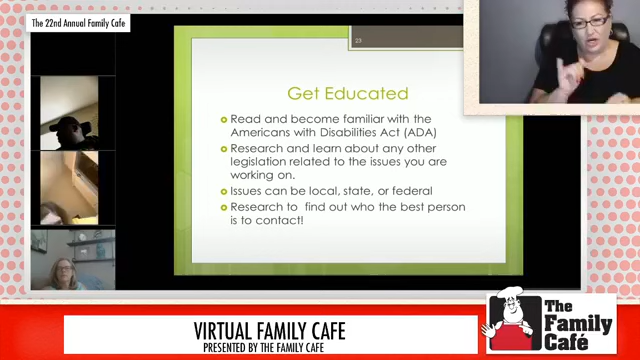 The 22nd Annual Family Cafe
23
Get Educated
Read and become familiar with the
Americans with Disabilities Act (ADA)
Research and learn about any other
legislation related to the issues you are
working on.
Issues can be local, state, or federal
Research to find out who the best person
is to contact!
VIRTUAL FAMILY CAFE
PRESENTED BY THE FAMILY CAFE
The
Family
Café